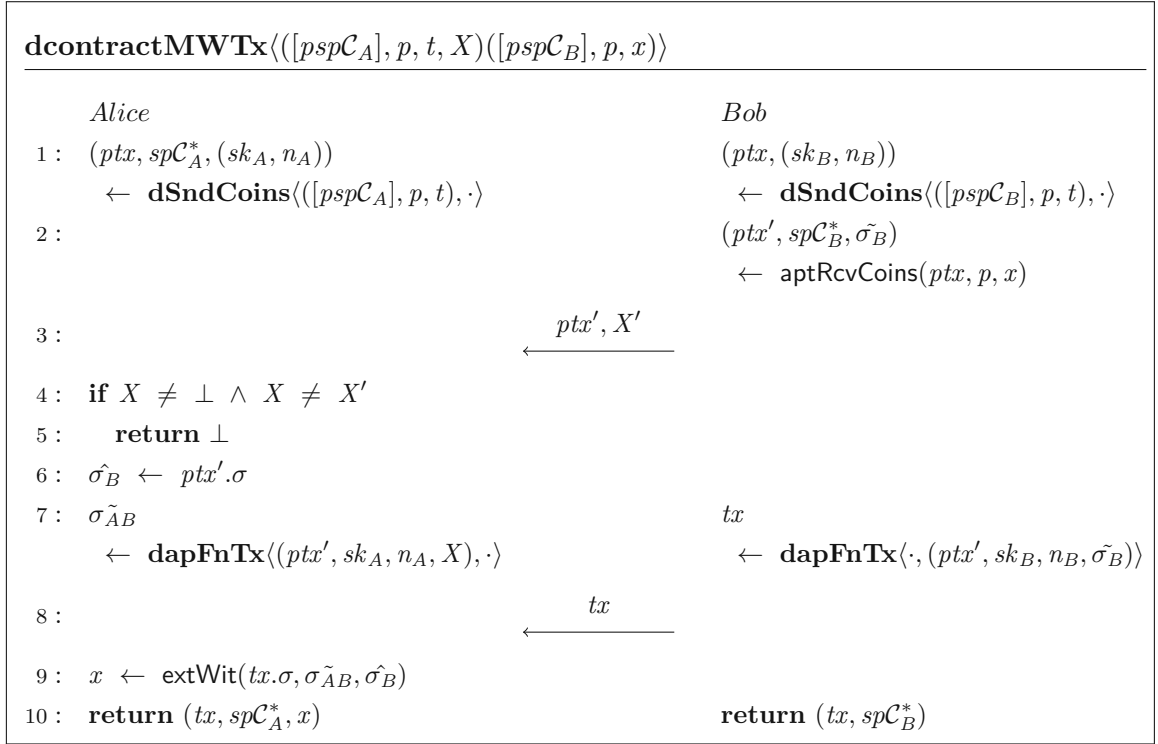 dcontractMWTx⟨([psp𝒞_A], p, t, X)([psp𝒞_B], p, x)⟩
Alice Bob
1 : (ptx, sp𝒞*_A, (sk_A, n_A)) (ptx, (sk_B, n_B))
← dSndCoins⟨([psp𝒞_A], p, t), ·⟩ ← dSndCoins⟨([psp𝒞_B], p, t), ·⟩
2 : (ptx′, sp𝒞*_B, σ̃_B)
← aptRcvCoins(ptx, p, x)
3 : ptx′, X′
←
4 : if X ≠ ⊥ ∧ X ≠ X′
5 : return ⊥
6 : σ̂_B ← ptx′.σ
7 : σ̃_AB tx
← dapFnTx⟨(ptx′, sk_A, n_A, X), ·⟩ ← dapFnTx⟨·, (ptx′, sk_B, n_B, σ̃_B)⟩
8 : tx
←
9 : x ← extWit(tx.σ, σ̃_AB, σ̂_B)
10 : return (tx, sp𝒞*_A, x) return (tx, sp𝒞*_B)